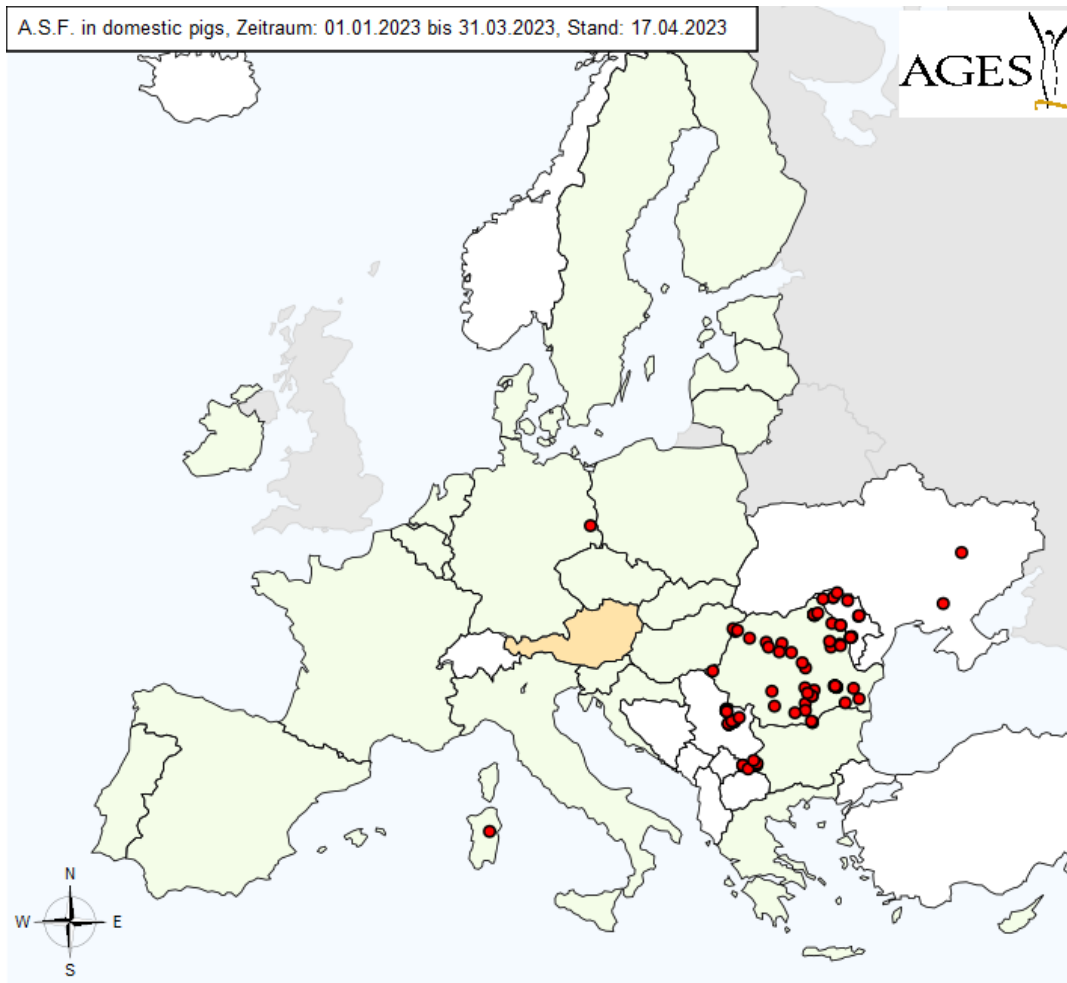 A.S.F. in domestic pigs, Zeitraum: 01.01.2023 bis 31.03.2023, Stand: 17.04.2023
AGES
N
W E
S